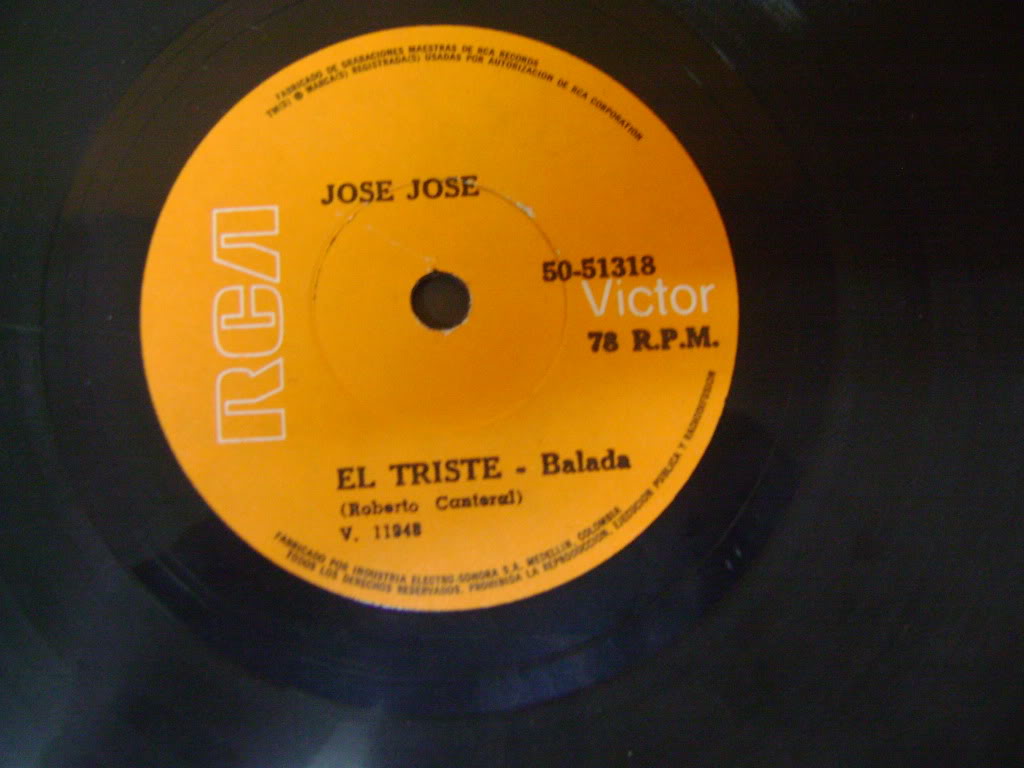 FABRICADO DE GRABACIONES MAESTRAS DE RCA RECORDS
TM(S) ® MARCA(S) REGISTRADA(S) USADAS POR AUTORIZACION DE RCA CORPORATION
JOSE JOSE
RCA
50-51318
Victor
78 R.P.M.
EL TRISTE - Balada
(Roberto Canteral)
V. 11948
FABRICADO POR INDUSTRIA ELECTRO-SONORA S.A. MEDELLIN, COLOMBIA
TODOS LOS DERECHOS RESERVADOS. PROHIBIDA LA REPRODUCCION, EJECUCION PUBLICA Y RADIODIFUSION